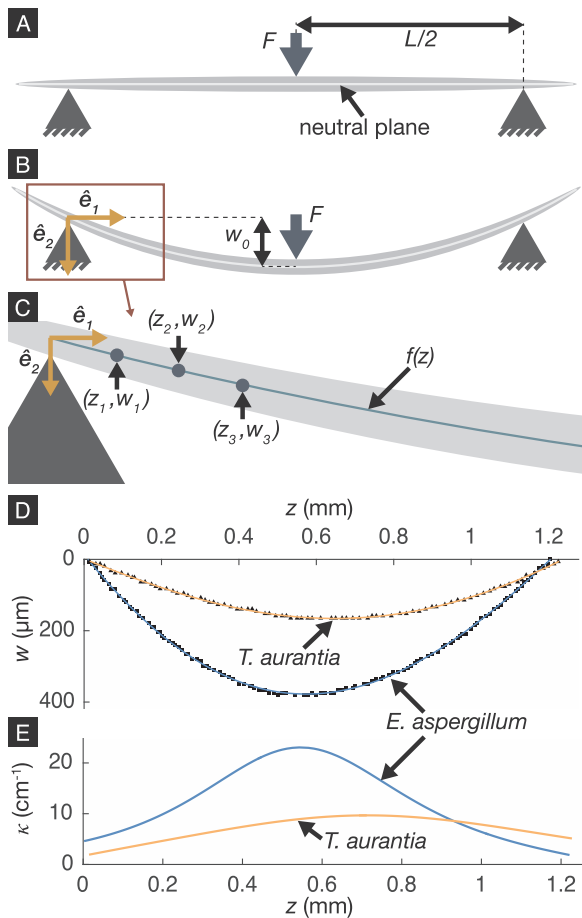 A
F
L/2
neutral plane
B
ê1
ê2
w0
F
C
ê1
ê2
(z2,w2)
(z1,w1)
(z3,w3)
f(z)
D
z (mm)
0 0.2 0.4 0.6 0.8 1 1.2
0
200
400
w (μm)
T. aurantia
E. aspergillum
E
20
10
0
κ (cm-1)
T. aurantia
0 0.2 0.4 0.6 0.8 1 1.2
z (mm)